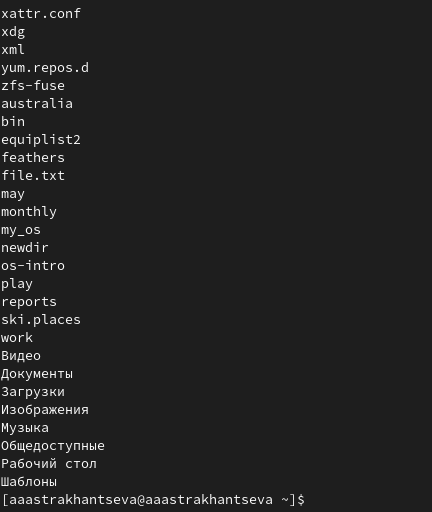 xattr.conf
xdg
xml
yum.repos.d
zfs-fuse
australia
bin
equiplist2
feathers
file.txt
may
monthly
my_os
newdir
os-intro
play
reports
ski.places
work
Видео
Документы
Загрузки
Изображения
Музыка
Общедоступные
Рабочий стол
Шаблоны
[aaastrakhantseva@aaastrakhantseva ~]$